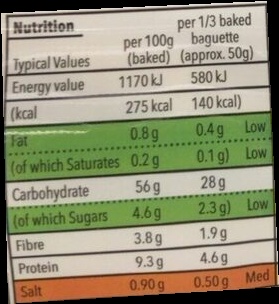 Nutrition
per 100g per 1/3 baked
(baked) baguette
Typical Values (approx. 50g)
Energy value 1170 kJ 580 kJ
(kcal 275 kcal 140 kcal)
Fat 0.8g 0.4g Low
(of which Saturates 0.2g 0.1g) Low
Carbohydrate 56g 28g
(of which Sugars 4.6g 2.3g) Low
Fibre 3.8g 1.9g
Protein 9.3g 4.6g
Salt 0.90g 0.50g Med